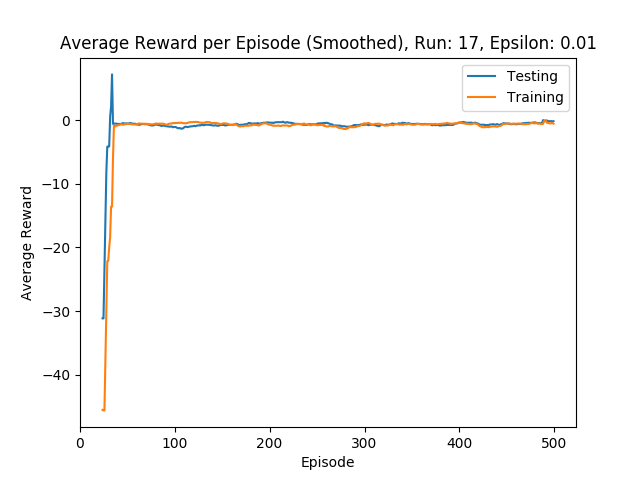 Average Reward per Episode (Smoothed), Run: 17, Epsilon: 0.01
Testing
Training
Average Reward
0
−10
−20
−30
−40
0 100 200 300 400 500
Episode